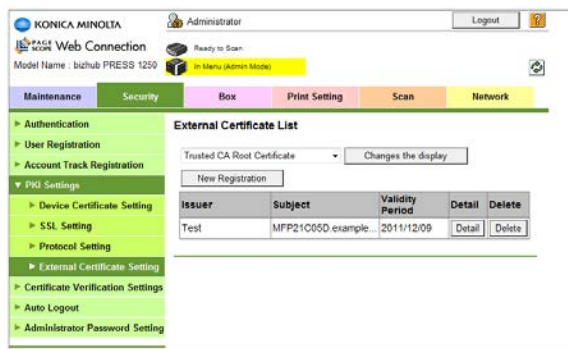 KONICA MINOLTA
Administrator
Logout
?
PAGE SCOPE Web Connection
Ready to Scan
Model Name : bizhub PRESS 1250
In Menu (Admin Mode)
Maintenance Security Box Print Setting Scan Network
Authentication
User Registration
Account Track Registration
PKI Settings
Device Certificate Setting
SSL Setting
Protocol Setting
External Certificate Setting
Certificate Verification Settings
Auto Logout
Administrator Password Setting
External Certificate List
Trusted CA Root Certificate
Changes the display
New Registration
Issuer Subject Validity Period Detail Delete
Test MFP21C05D.example... 2011/12/09 Detail Delete